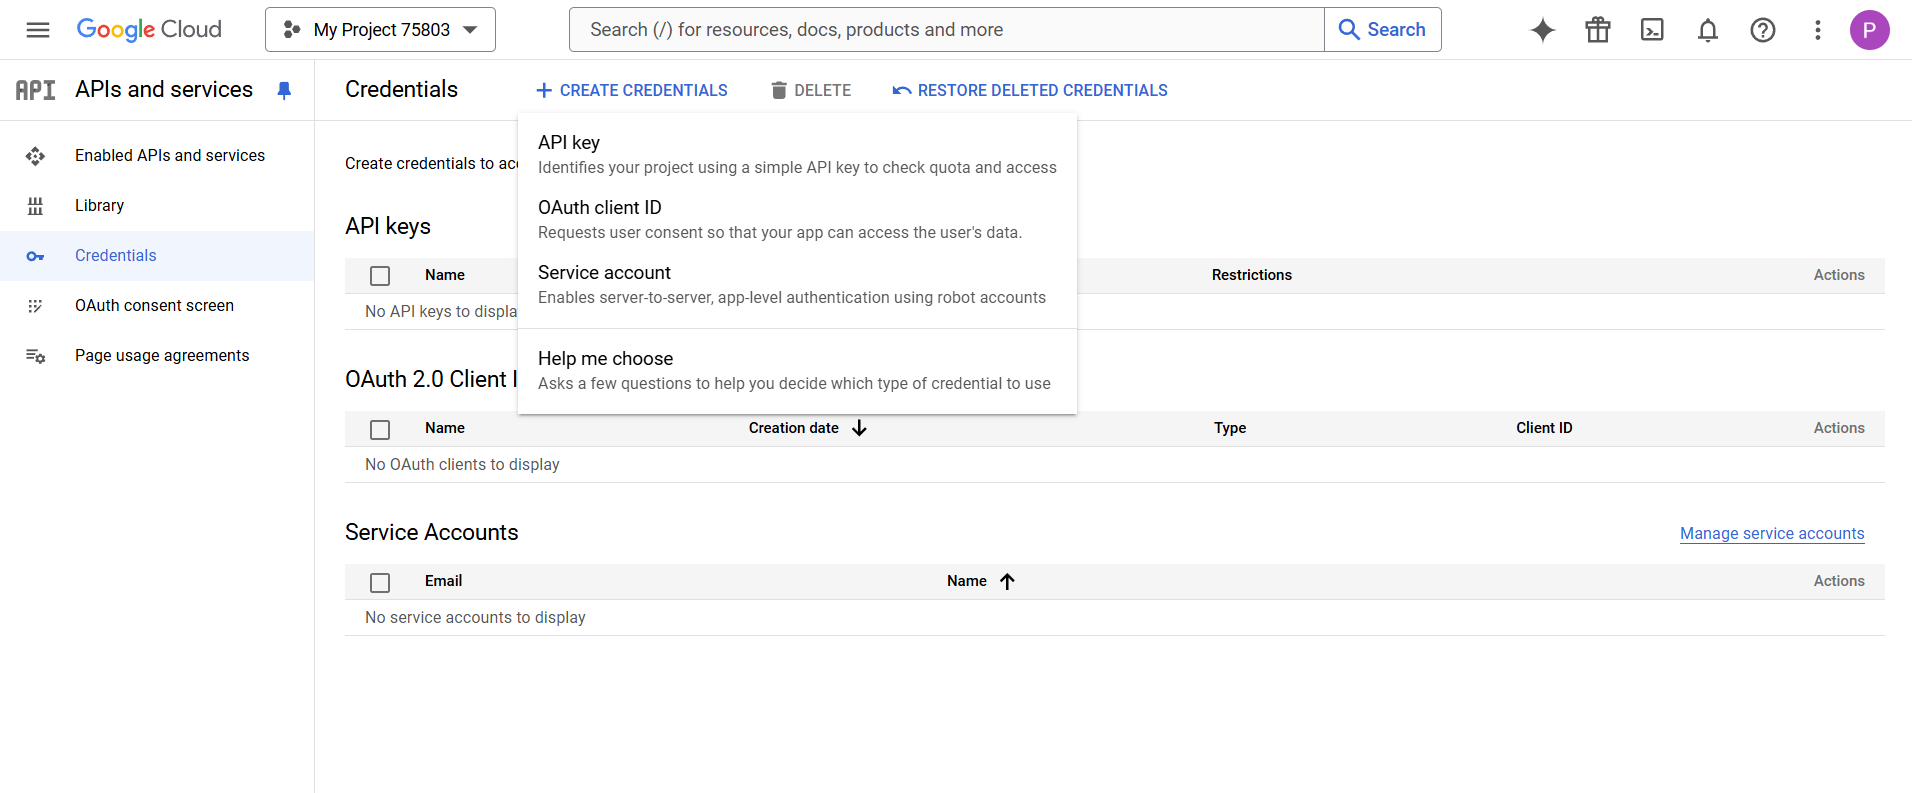 Google Cloud
My Project 75803
Search (/) for resources, docs, products and more
Search
P
API
APIs and services
Credentials
CREATE CREDENTIALS
DELETE
RESTORE DELETED CREDENTIALS
Enabled APIs and services
Library
Credentials
OAuth consent screen
Page usage agreements
Create credentials to
API key
Identifies your project using a simple API key to check quota and access
OAuth client ID
Requests user consent so that your app can access the user's data.
Service account
Enables server-to-server, app-level authentication using robot accounts
Help me choose
Asks a few questions to help you decide which type of credential to use
API keys
Name
Restrictions
Actions
No API keys to displa
OAuth 2.0 Client I
Name
Creation date
Type
Client ID
Actions
No OAuth clients to display
Service Accounts
Manage service accounts
Email
Name
Actions
No service accounts to display